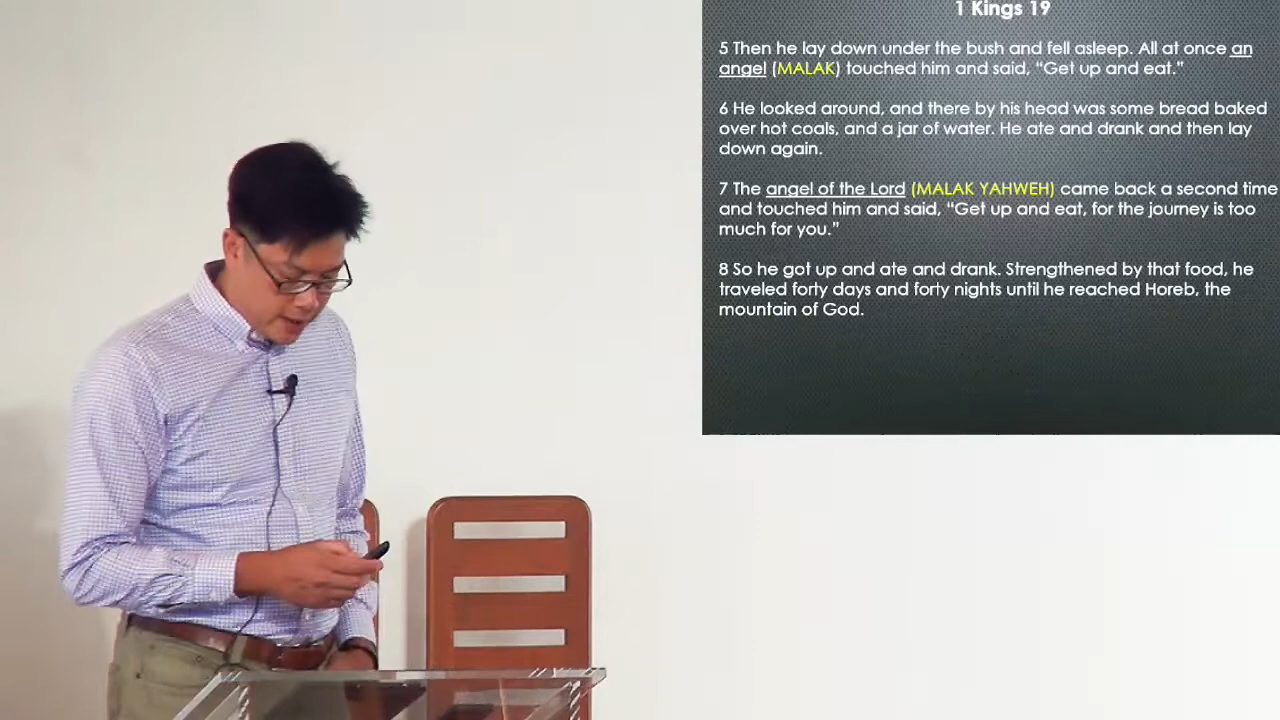 1 Kings 19
5 Then he lay down under the bush and fell asleep. All at once an
angel (MALAK) touched him and said, “Get up and eat.”
6 He looked around, and there by his head was some bread baked
over hot coals, and a jar of water. He ate and drank and then lay
down again.
7 The angel of the Lord (MALAK YAHWEH) came back a second time
and touched him and said, “Get up and eat, for the journey is too
much for you.”
8 So he got up and ate and drank. Strengthened by that food, he
traveled forty days and forty nights until he reached Horeb, the
mountain of God.